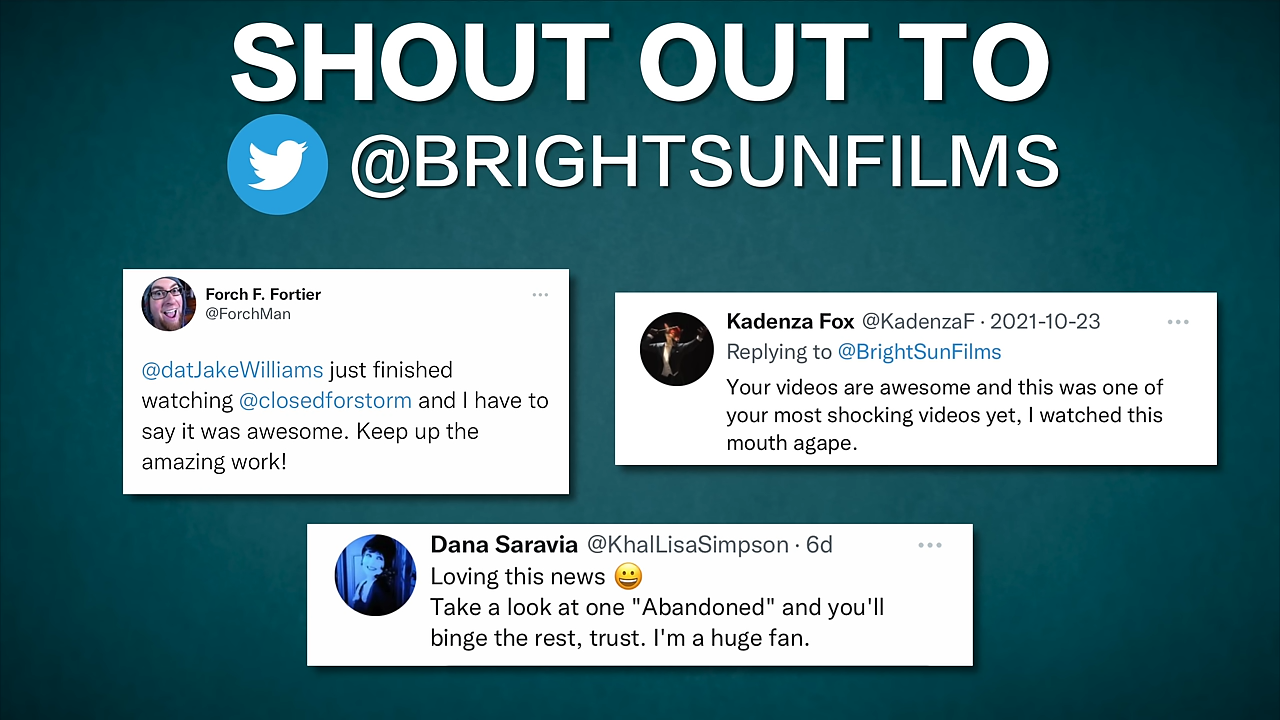 SHOUT OUT TO
@BRIGHTSUNFILMS
Forch F. Fortier
@ForchMan
@datJakeWilliams just finished
watching @closedforstorm and I have to
say it was awesome. Keep up the
amazing work!
Kadenza Fox @KadenzaF · 2021-10-23
Replying to @BrightSunFilms
Your videos are awesome and this was one of
your most shocking videos yet, I watched this
mouth agape.
Dana Saravia @KhalLisaSimpson · 6d
Loving this news 😀
Take a look at one "Abandoned" and you'll
binge the rest, trust. I'm a huge fan.